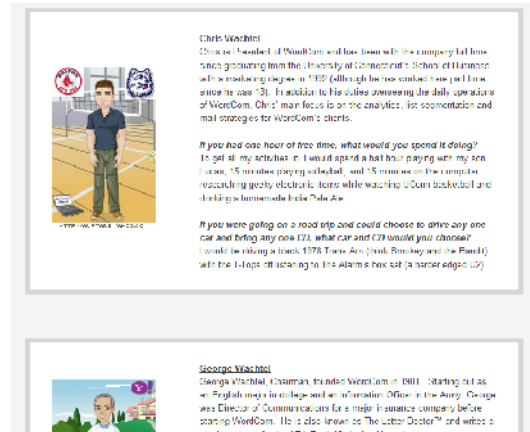 Chris Wachtel
Chris is President of WordCom and has been with the company full time
since graduating from the University of Connecticut's School of Business
with a marketing degree in 1992 (although he has worked here part time
since he was 13). In addition to his duties overseeing the daily operations
of WordCom, Chris' main focus is on the analytics, list segmentation and
mail strategies for WordCom's clients.
If you had one hour of free time, what would you spend it doing?
To get all my activities in, I would spend a half hour playing with my son
Lucas, 15 minutes playing volleyball, and 15 minutes on the computer
researching geeky electronic items while watching UConn basketball and
drinking a homemade India Pale Ale.
If you were going on a road trip and could choose to drive any one
car and bring any one CD, what car and CD would you choose?
I would be driving a black 1978 Trans Am (think Smokey and the Bandit)
with the T-Tops off listening to The Alarm's box set (a harder edged U2)
George Wachtel
George Wachtel, Chairman, founded WordCom in 1981. Starting out as
an English major in college and an Information Officer in the Army, George
was Director of Communications for a major insurance company before
starting WordCom. He is also known as The Letter Doctor™ and writes a